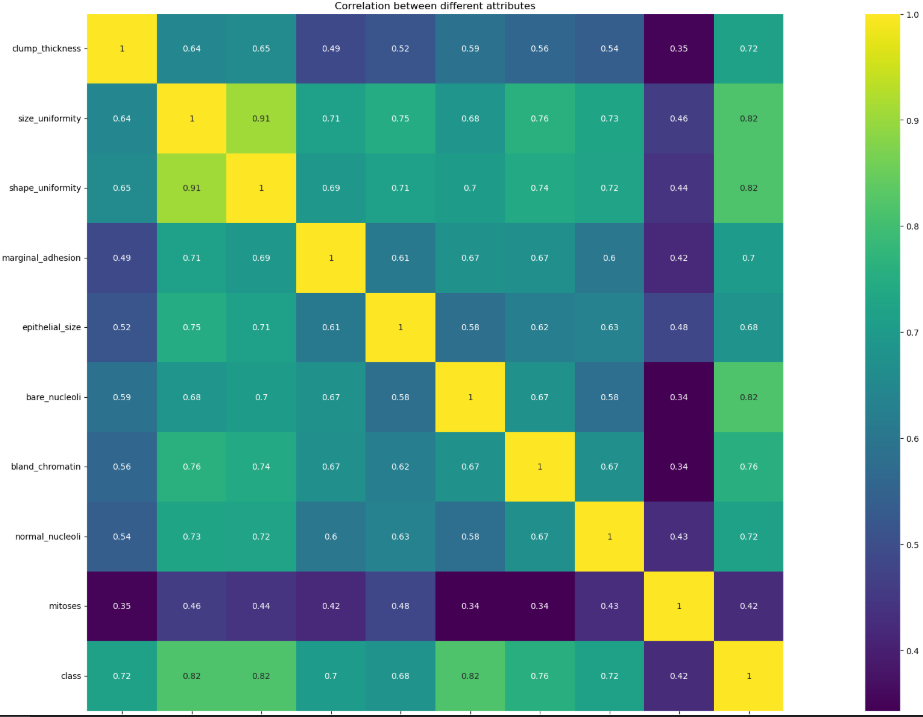 Correlation between different attributes
clump_thickness 1 0.64 0.65 0.49 0.52 0.59 0.56 0.54 0.35 0.72
size_uniformity 0.64 1 0.91 0.71 0.75 0.68 0.76 0.73 0.46 0.82
shape_uniformity 0.65 0.91 1 0.69 0.71 0.7 0.74 0.72 0.44 0.82
marginal_adhesion 0.49 0.71 0.69 1 0.61 0.67 0.67 0.6 0.42 0.7
epithelial_size 0.52 0.75 0.71 0.61 1 0.58 0.62 0.63 0.48 0.68
bare_nucleoli 0.59 0.68 0.7 0.67 0.58 1 0.67 0.58 0.34 0.82
bland_chromatin 0.56 0.76 0.74 0.67 0.62 0.67 1 0.67 0.34 0.76
normal_nucleoli 0.54 0.73 0.72 0.6 0.63 0.58 0.67 1 0.43 0.72
mitoses 0.35 0.46 0.44 0.42 0.48 0.34 0.34 0.43 1 0.42
class 0.72 0.82 0.82 0.7 0.68 0.82 0.76 0.72 0.42 1
1.0
0.9
0.8
0.7
0.6
0.5
0.4